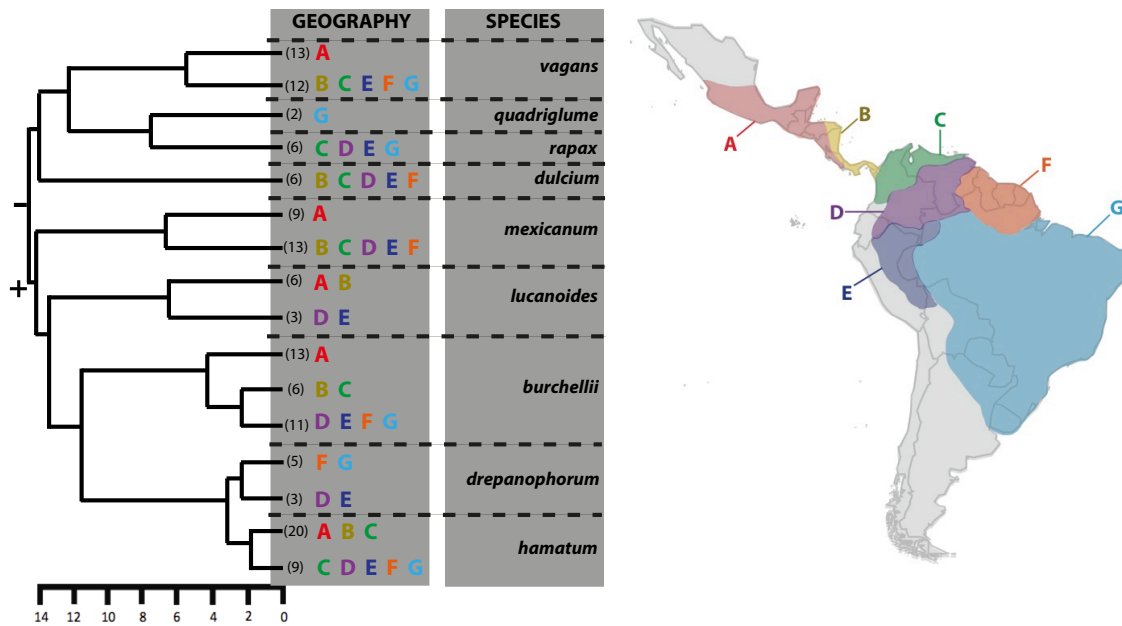 GEOGRAPHY SPECIES
(13) A
vagans
(12) B C E F G
(2) G quadriglume
(6) C D E G rapax
(6) B C D E F dulcium
(9) A
mexicanum
(13) B C D E F
(6) A B
lucanoides
(3) D E
(13) A
(6) B C burchellii
(11) D E F G
(5) F G
drepanophorum
(3) D E
(20) A B C
hamatum
(9) C D E F G
+
14 12 10 8 6 4 2 0
A
B
C
D
E
F
G